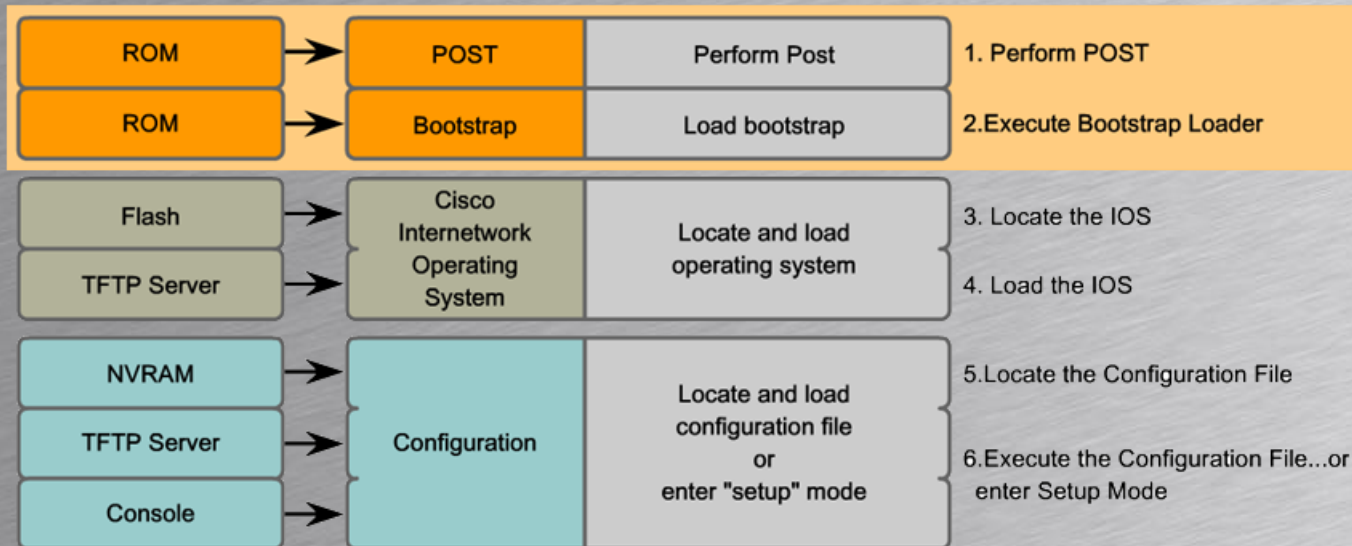 ROM
POST
Perform Post
1. Perform POST
ROM
Bootstrap
Load bootstrap
2.Execute Bootstrap Loader
Flash
TFTP Server
Cisco
Internetwork
Operating
System
Locate and load
operating system
3. Locate the IOS
4. Load the IOS
NVRAM
TFTP Server
Console
Configuration
Locate and load
configuration file
or
enter "setup" mode
5.Locate the Configuration File
6.Execute the Configuration File...or
enter Setup Mode